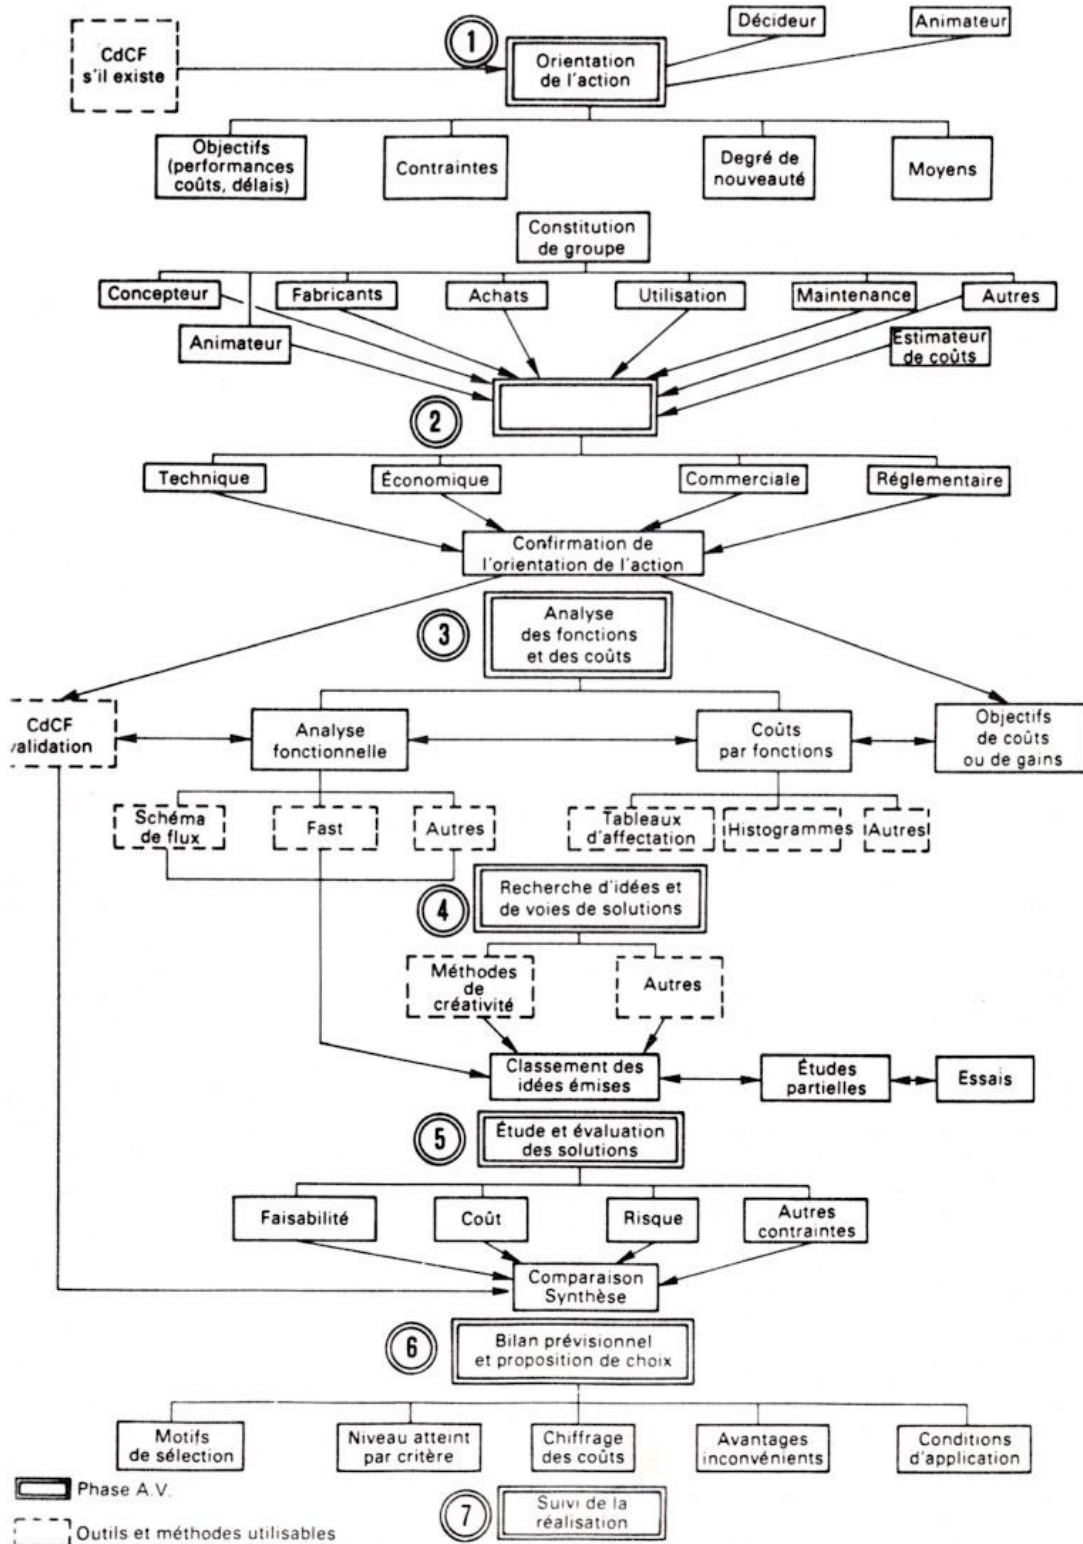 CdCF
s'il existe
1
Orientation
de l'action
Décideur
Animateur
Objectifs
(performances
coûts, délais)
Contraintes
Degré de
nouveauté
Moyens
Constitution
de groupe
Concepteur
Fabricants
Achats
Utilisation
Maintenance
Autres
Animateur
Estimateur
de coûts
2
Technique
Économique
Commerciale
Réglementaire
Confirmation de
l'orientation de l'action
3
Analyse
des fonctions
et des coûts
CdCF
validation
Analyse
fonctionnelle
Coûts
par fonctions
Objectifs
de coûts
ou de gains
Schéma
de flux
Fast
Autres
Tableaux
d'affectation
Histogrammes
Autres
4
Recherche d'idées et
de voies de solutions
Méthodes
de
créativité
Autres
Classement des
idées émises
Études
partielles
Essais
5
Étude et évaluation
des solutions
Faisabilité
Coût
Risque
Autres
contraintes
Comparaison
Synthèse
6
Bilan prévisionnel
et proposition de choix
Motifs
de sélection
Niveau atteint
par critère
Chiffrage
des coûts
Avantages
inconvénients
Conditions
d'application
Phase A.V.
7
Suivi de la
réalisation
Outils et méthodes utilisables